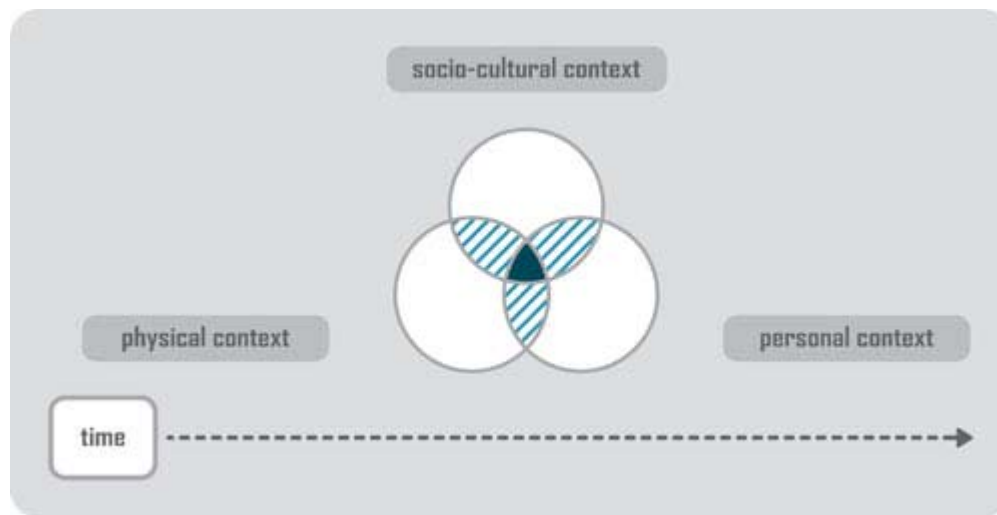 socio-cultural context
physical context
personal context
time